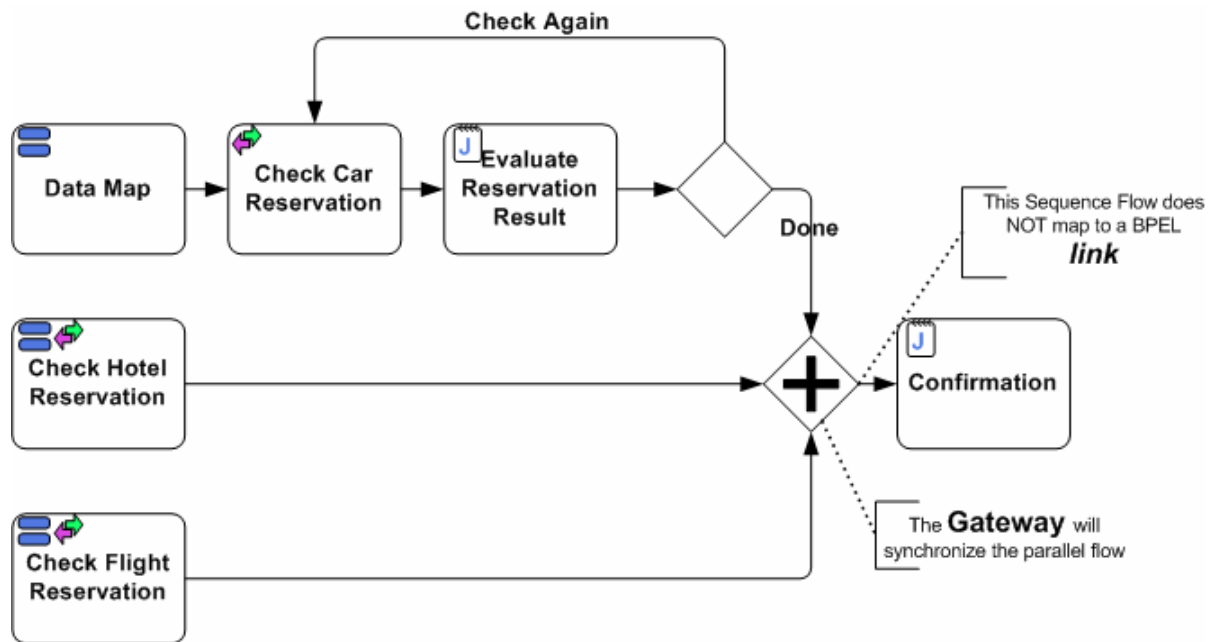 Check Again
Data Map
Check Car
Reservation
J
Evaluate
Reservation
Result
Done
This Sequence Flow does
NOT map to a BPEL
link
Check Hotel
Reservation
J
Confirmation
Check Flight
Reservation
The Gateway will
synchronize the parallel flow